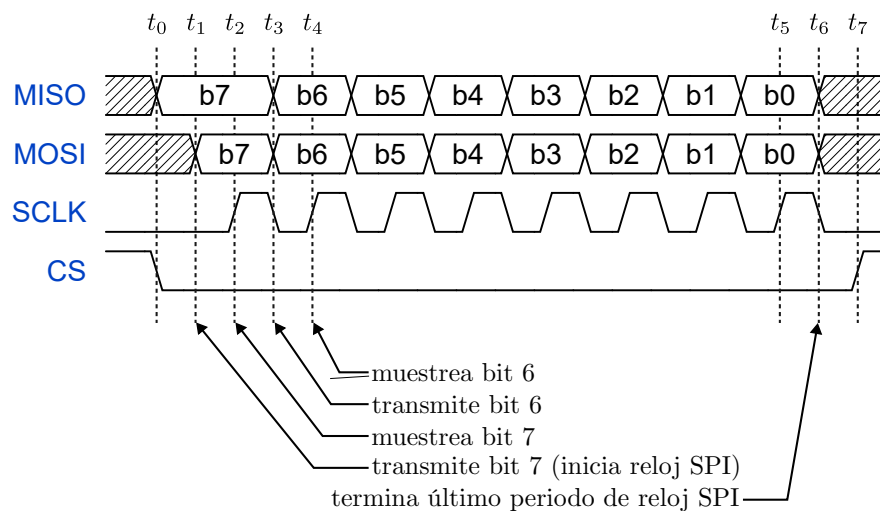 t0 t1 t2 t3 t4 t5 t6 t7
MISO b7 b6 b5 b4 b3 b2 b1 b0
MOSI b7 b6 b5 b4 b3 b2 b1 b0
SCLK
CS
muestrea bit 6
transmite bit 6
muestrea bit 7
transmite bit 7 (inicia reloj SPI)
termina último periodo de reloj SPI